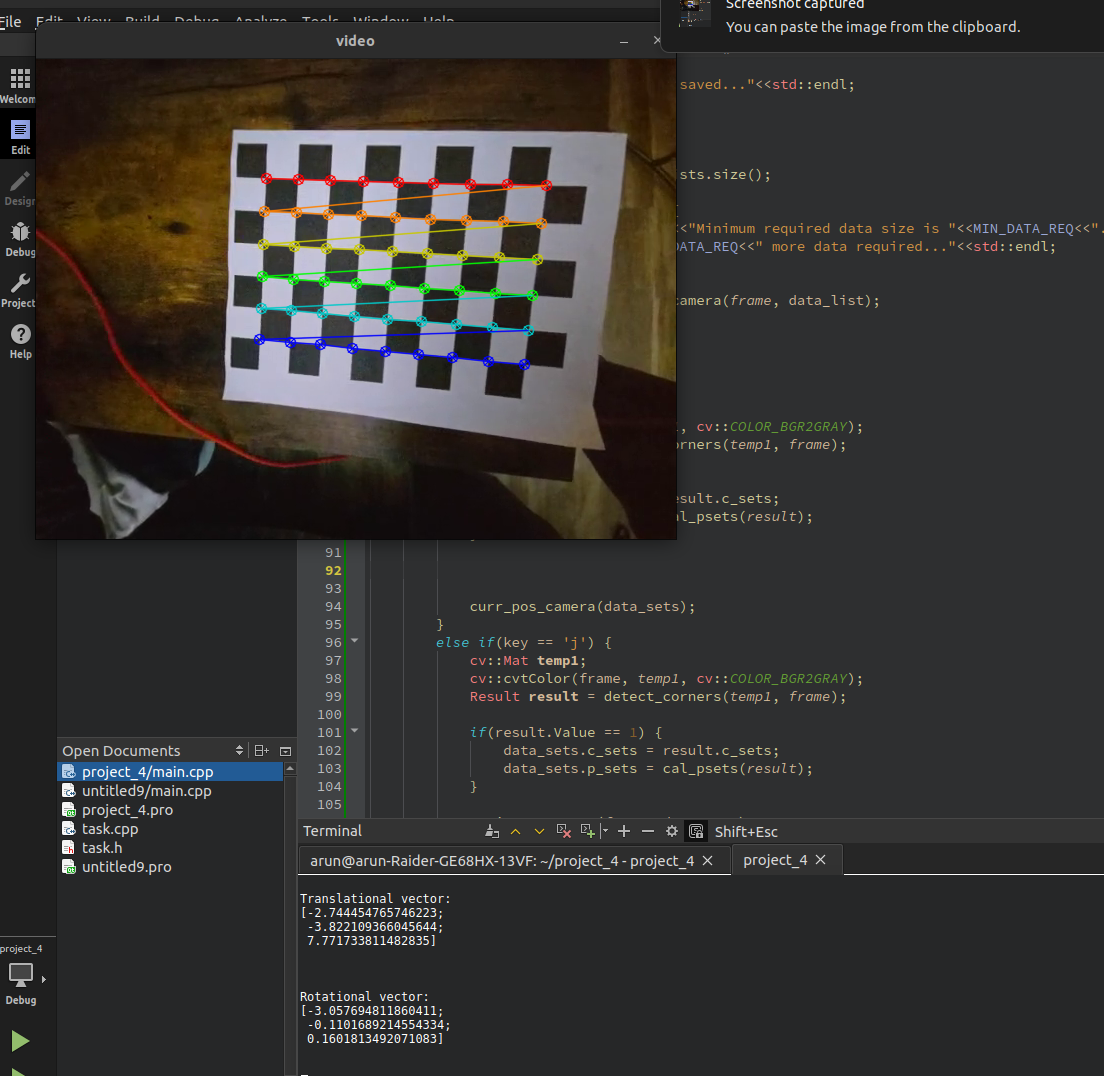 Screenshot captured
You can paste the image from the clipboard.
File Edit View Build Debug Analyze Tools Window Help
video
Edit
Design
Debug
Help
saved..."<<std::endl;
sts.size();
<"Minimum required data size is "<<MIN_DATA_REQ<<".
DATA_REQ<<" more data required..."<<std::endl;
camera(frame, data_list);
, cv::COLOR_BGR2GRAY);
orners(temp1, frame);
esult.c_sets;
al_psets(result);
91
92
93
94 curr_pos_camera(data_sets);
95 }
96 else if(key == 'j') {
97 cv::Mat temp1;
98 cv::cvtColor(frame, temp1, cv::COLOR_BGR2GRAY);
99 Result result = detect_corners(temp1, frame);
100
101 if(result.Value == 1) {
102 data_sets.c_sets = result.c_sets;
103 data_sets.p_sets = cal_psets(result);
104 }
105
Open Documents
project_4/main.cpp
untitled9/main.cpp
project_4.pro
task.cpp
task.h
untitled9.pro
project_4
Debug
Terminal
Shift+Esc
arun@arun-Raider-GE68HX-13VF: ~/project_4 - project_4
project_4
Translational vector:
[-2.744454765746223;
-3.822109366045644;
7.771733811482835]
Rotational vector:
[-3.057694811860411;
-0.1101689214554334;
0.1601813492071083]